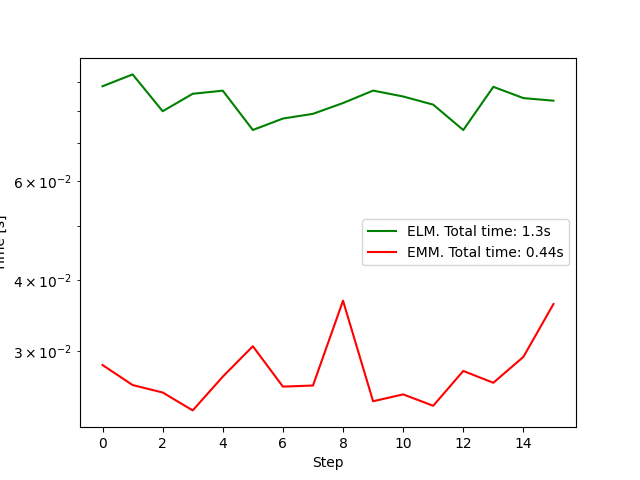 6 × 10⁻²
4 × 10⁻²
3 × 10⁻²
Time [s]
ELM. Total time: 1.3s
EMM. Total time: 0.44s
0 2 4 6 8 10 12 14
Step